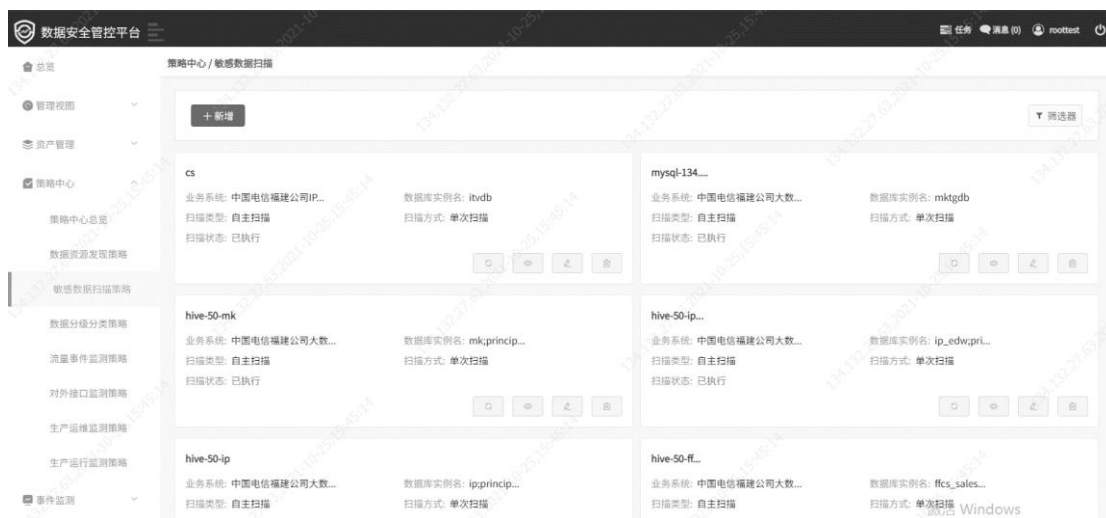 数据安全管控平台
任务 消息 (0) roottest
总览
策略中心 / 敏感数据扫描
管理视图
+ 新增
筛选器
资产管理
策略中心
策略中心总览
数据资源发现策略
敏感数据扫描策略
数据分级分类策略
流量事件监测策略
对外接口监测策略
生产运维监测策略
生产运行监测策略
事件监测
cs
业务系统: 中国电信福建公司IP... 数据库实例名: itvdb
扫描类型: 自主扫描 扫描方式: 单次扫描
扫描状态: 已执行
mysql-134....
业务系统: 中国电信福建公司大数... 数据库实例名: mktgdb
扫描类型: 自主扫描 扫描方式: 单次扫描
扫描状态: 已执行
hive-50-mk
业务系统: 中国电信福建公司大数... 数据库实例名: mk;princip...
扫描类型: 自主扫描 扫描方式: 单次扫描
扫描状态: 已执行
hive-50-ip...
业务系统: 中国电信福建公司大数... 数据库实例名: ip_edw;pri...
扫描类型: 自主扫描 扫描方式: 单次扫描
扫描状态: 已执行
hive-50-ip
业务系统: 中国电信福建公司大数... 数据库实例名: ip;princip...
扫描类型: 自主扫描 扫描方式: 单次扫描
hive-50-ff...
业务系统: 中国电信福建公司大数... 数据库实例名: ffcs_sales...
扫描类型: 自主扫描 扫描方式: 单次扫描
激活 Windows
134.132.27.63,2021-10-25,15:45:14